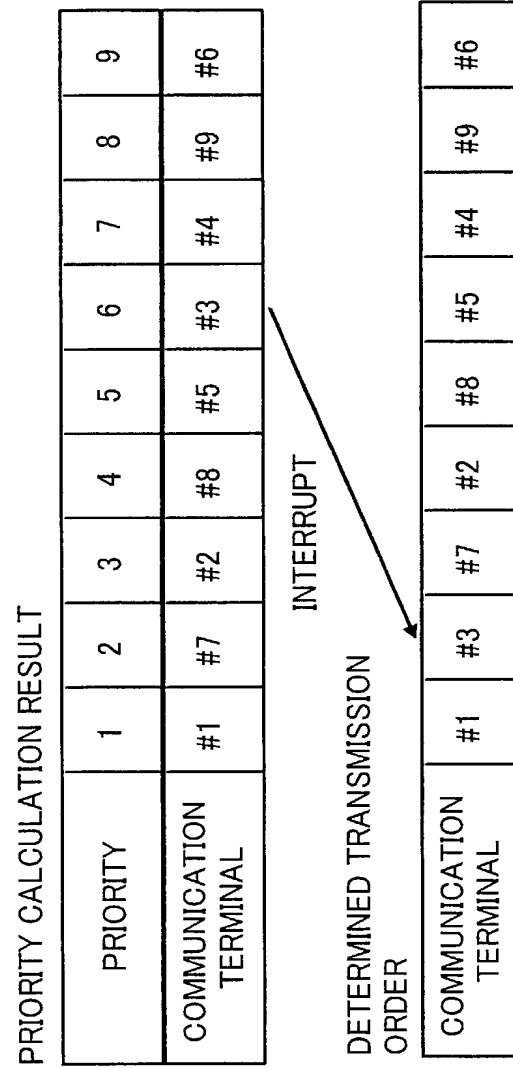 PRIORITY CALCULATION RESULT
PRIORITY 1 2 3 4 5 6 7 8 9
COMMUNICATION
TERMINAL #1 #7 #2 #8 #5 #3 #4 #9 #6
INTERRUPT
DETERMINED TRANSMISSION
ORDER
COMMUNICATION
TERMINAL #1 #3 #7 #2 #8 #5 #4 #9 #6